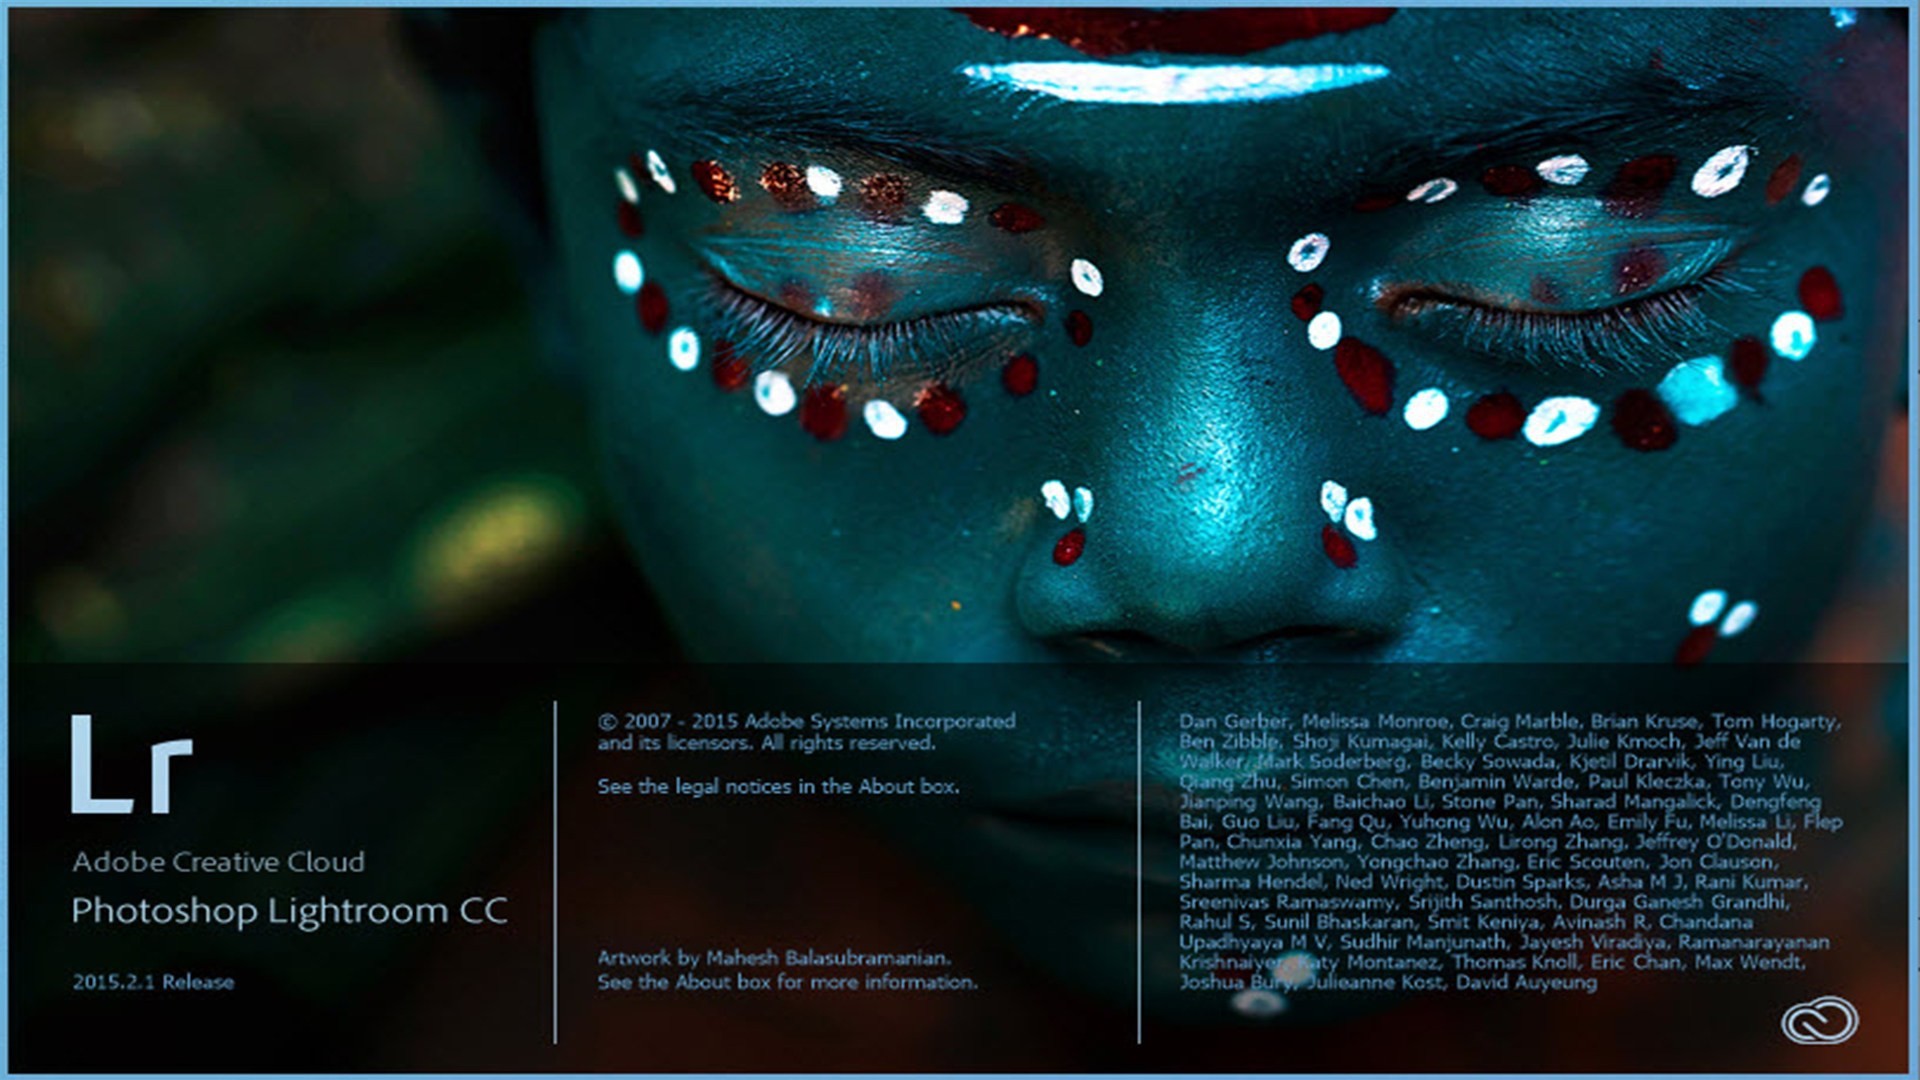 Lr
Adobe Creative Cloud
Photoshop Lightroom CC
2015.2.1 Release
© 2007 - 2015 Adobe Systems Incorporated
and its licensors. All rights reserved.
See the legal notices in the About box.
Artwork by Mahesh Balasubramanian.
See the About box for more information.
Dan Gerber, Melissa Monroe, Craig Marble, Brian Kruse, Tom Hogarty,
Ben Zibble, Shoji Kumagai, Kelly Castro, Julie Kmoch, Jeff Van de
Walker, Mark Soderberg, Becky Sowada, Kjetil Drarvik, Ying Liu,
Qiang Zhu, Simon Chen, Benjamin Warde, Paul Kleczka, Tony Wu,
Jianping Wang, Baichao Li, Stone Pan, Sharad Mangalick, Dengfeng
Bai, Guo Liu, Fang Qu, Yuhong Wu, Alon Ao, Emily Fu, Melissa Li, Flep
Pan, Chunxia Yang, Chao Zheng, Lirong Zhang, Jeffrey O'Donald,
Matthew Johnson, Yongchao Zhang, Eric Scouten, Jon Clauson,
Sharma Hendel, Ned Wright, Dustin Sparks, Asha M J, Rani Kumar,
Sreenivas Ramaswamy, Srijith Santhosh, Durga Ganesh Grandhi,
Rahul S, Sunil Bhaskaran, Smit Keniya, Avinash R, Chandana
Upadhyaya M V, Sudhir Manjunath, Jayesh Viradiya, Ramanarayanan
Krishnaiyer, Katy Montanez, Thomas Knoll, Eric Chan, Max Wendt,
Joshua Bury, Julieanne Kost, David Auyeung